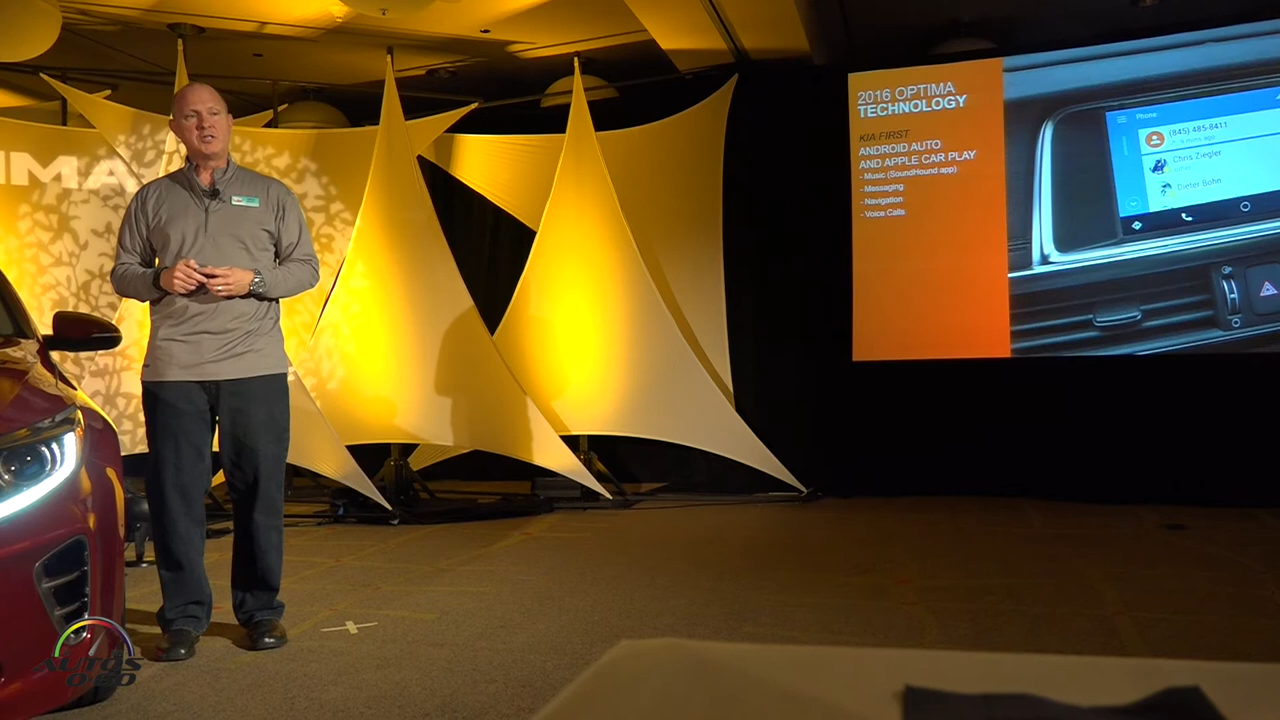 IMA
2016 OPTIMA
TECHNOLOGY
KIA FIRST
ANDROID AUTO
AND APPLE CAR PLAY
- Music (SoundHound app)
- Messaging
- Navigation
- Voice Calls
Phone
(845) 485-8411
Chris Ziegler
Dieter Bohn
AUTOS